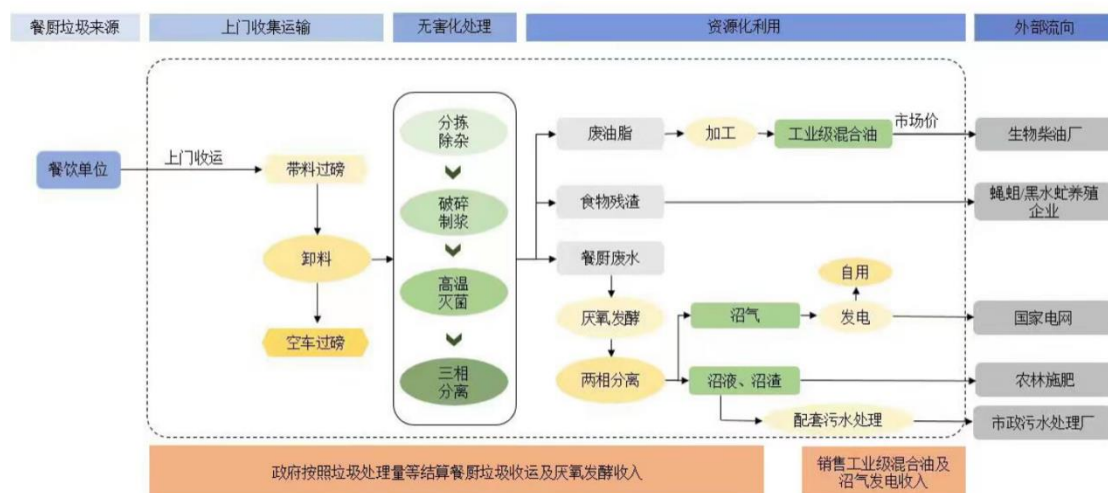 餐厨垃圾来源
上门收集运输
无害化处理
资源化利用
外部流向
餐饮单位
上门收运
带料过磅
卸料
空车过磅
分拣
除杂
破碎
制浆
高温
灭菌
三相
分离
废油脂
加工
工业级混合油
市场价
生物柴油厂
食物残渣
蝇蛆/黑水虻养殖
企业
餐厨废水
厌氧发酵
两相分离
沼气
发电
自用
国家电网
沼液、沼渣
农林施肥
配套污水处理
市政污水处理厂
政府按照垃圾处理量等结算餐厨垃圾收运及厌氧发酵收入
销售工业级混合油及
沼气发电收入